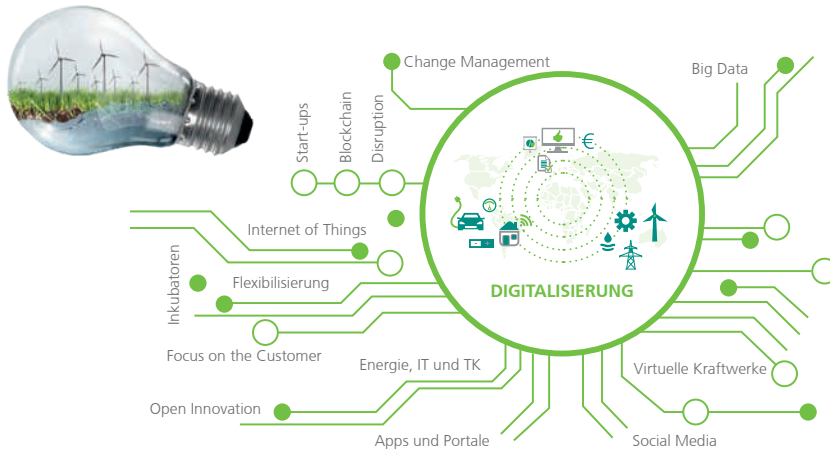 Change Management
Big Data
Start-ups
Blockchain
Disruption
€
Internet of Things
Inkubatoren
Flexibilisierung
DIGITALISIERUNG
Focus on the Customer
Energie, IT und TK
Virtuelle Kraftwerke
Open Innovation
Apps und Portale
Social Media